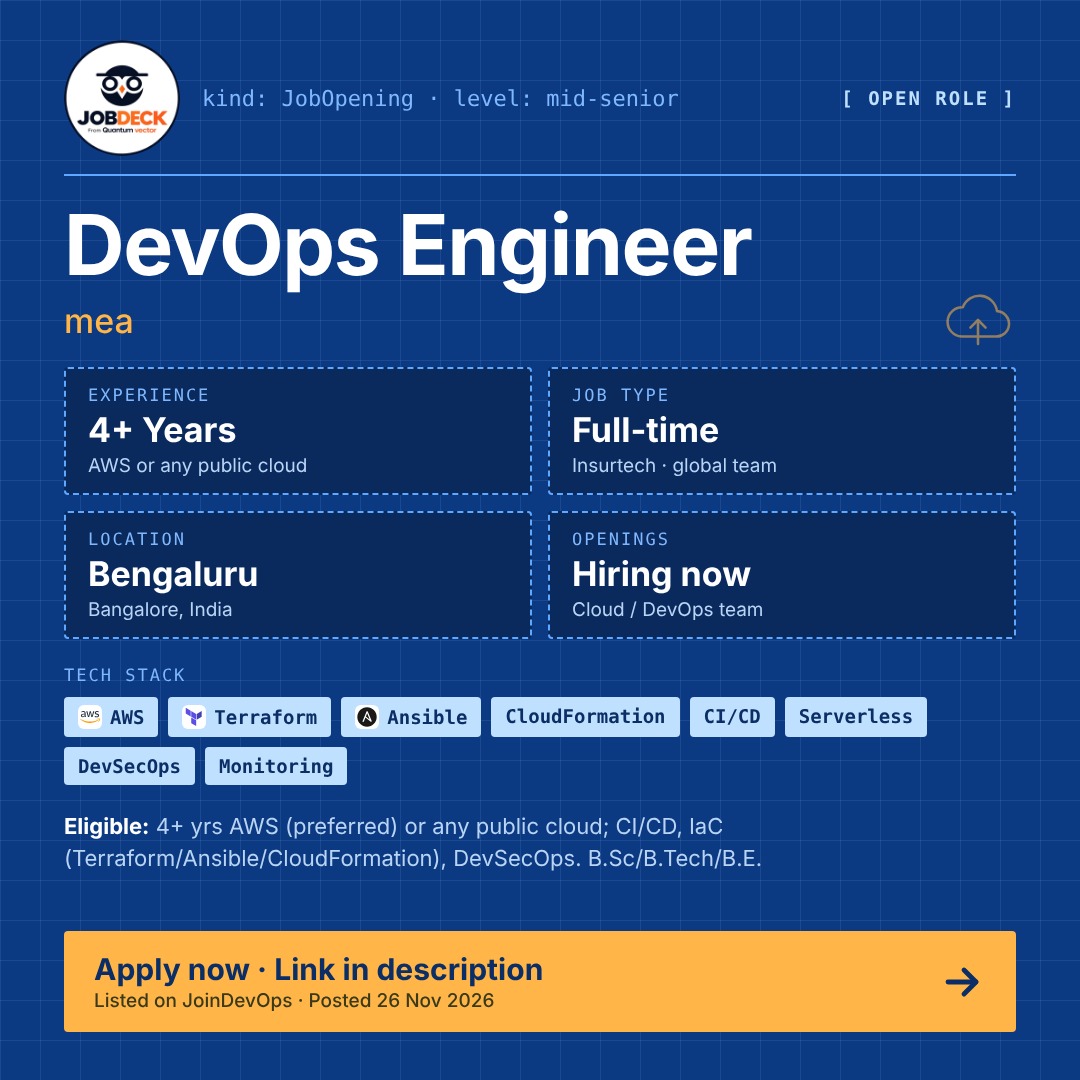 JOBDECK
From Quantum vector
kind: JobOpening · level: mid-senior
[ OPEN ROLE ]
DevOps Engineer
mea
EXPERIENCE
4+ Years
AWS or any public cloud
JOB TYPE
Full-time
Insurtech · global team
LOCATION
Bengaluru
Bangalore, India
OPENINGS
Hiring now
Cloud / DevOps team
TECH STACK
aws AWS
Terraform
Ansible
CloudFormation
CI/CD
Serverless
DevSecOps
Monitoring
Eligible: 4+ yrs AWS (preferred) or any public cloud; CI/CD, IaC
(Terraform/Ansible/CloudFormation), DevSecOps. B.Sc/B.Tech/B.E.
Apply now · Link in description
Listed on JoinDevOps · Posted 26 Nov 2026